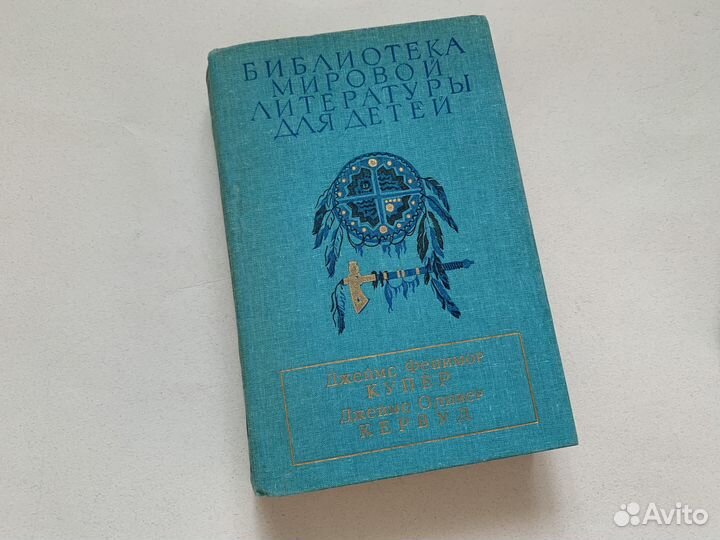 БИБЛИОТЕКА
МИРОВОЙ
ЛИТЕРАТУРЫ
ДЛЯ ДЕТЕЙ
Джеймс Фенимор
КУПЕР
Джеймс Оливер
КЕРВУД
Avito